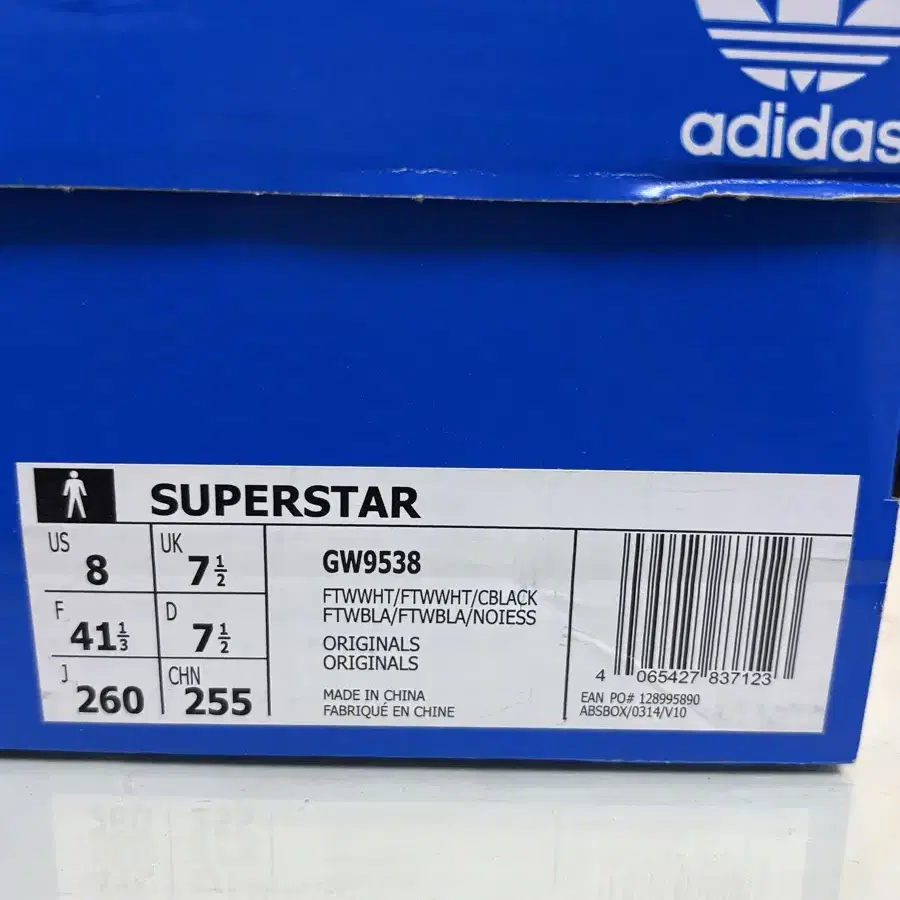 adidas
SUPERSTAR
US 8 UK 7 1/2
F 41 1/3 D 7 1/2
J 260 CHN 255
GW9538
FTWWHT/FTWWHT/CBLACK
FTWBLA/FTWBLA/NOIESS
ORIGINALS
ORIGINALS
MADE IN CHINA
FABRIQUÉ EN CHINE
4 065427 837123
EAN PO# 128995890
ABSBOX/0314/V10